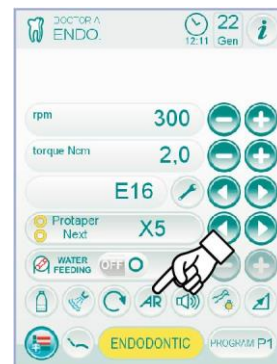 DOCTOR A
ENDO.
12:11
22
Gen
i
rpm
300
torque Ncm
2,0
E16
Protaper
Next
X5
WATER
FEEDING
OFF
AR
ENDODONTIC
PROGRAM P1